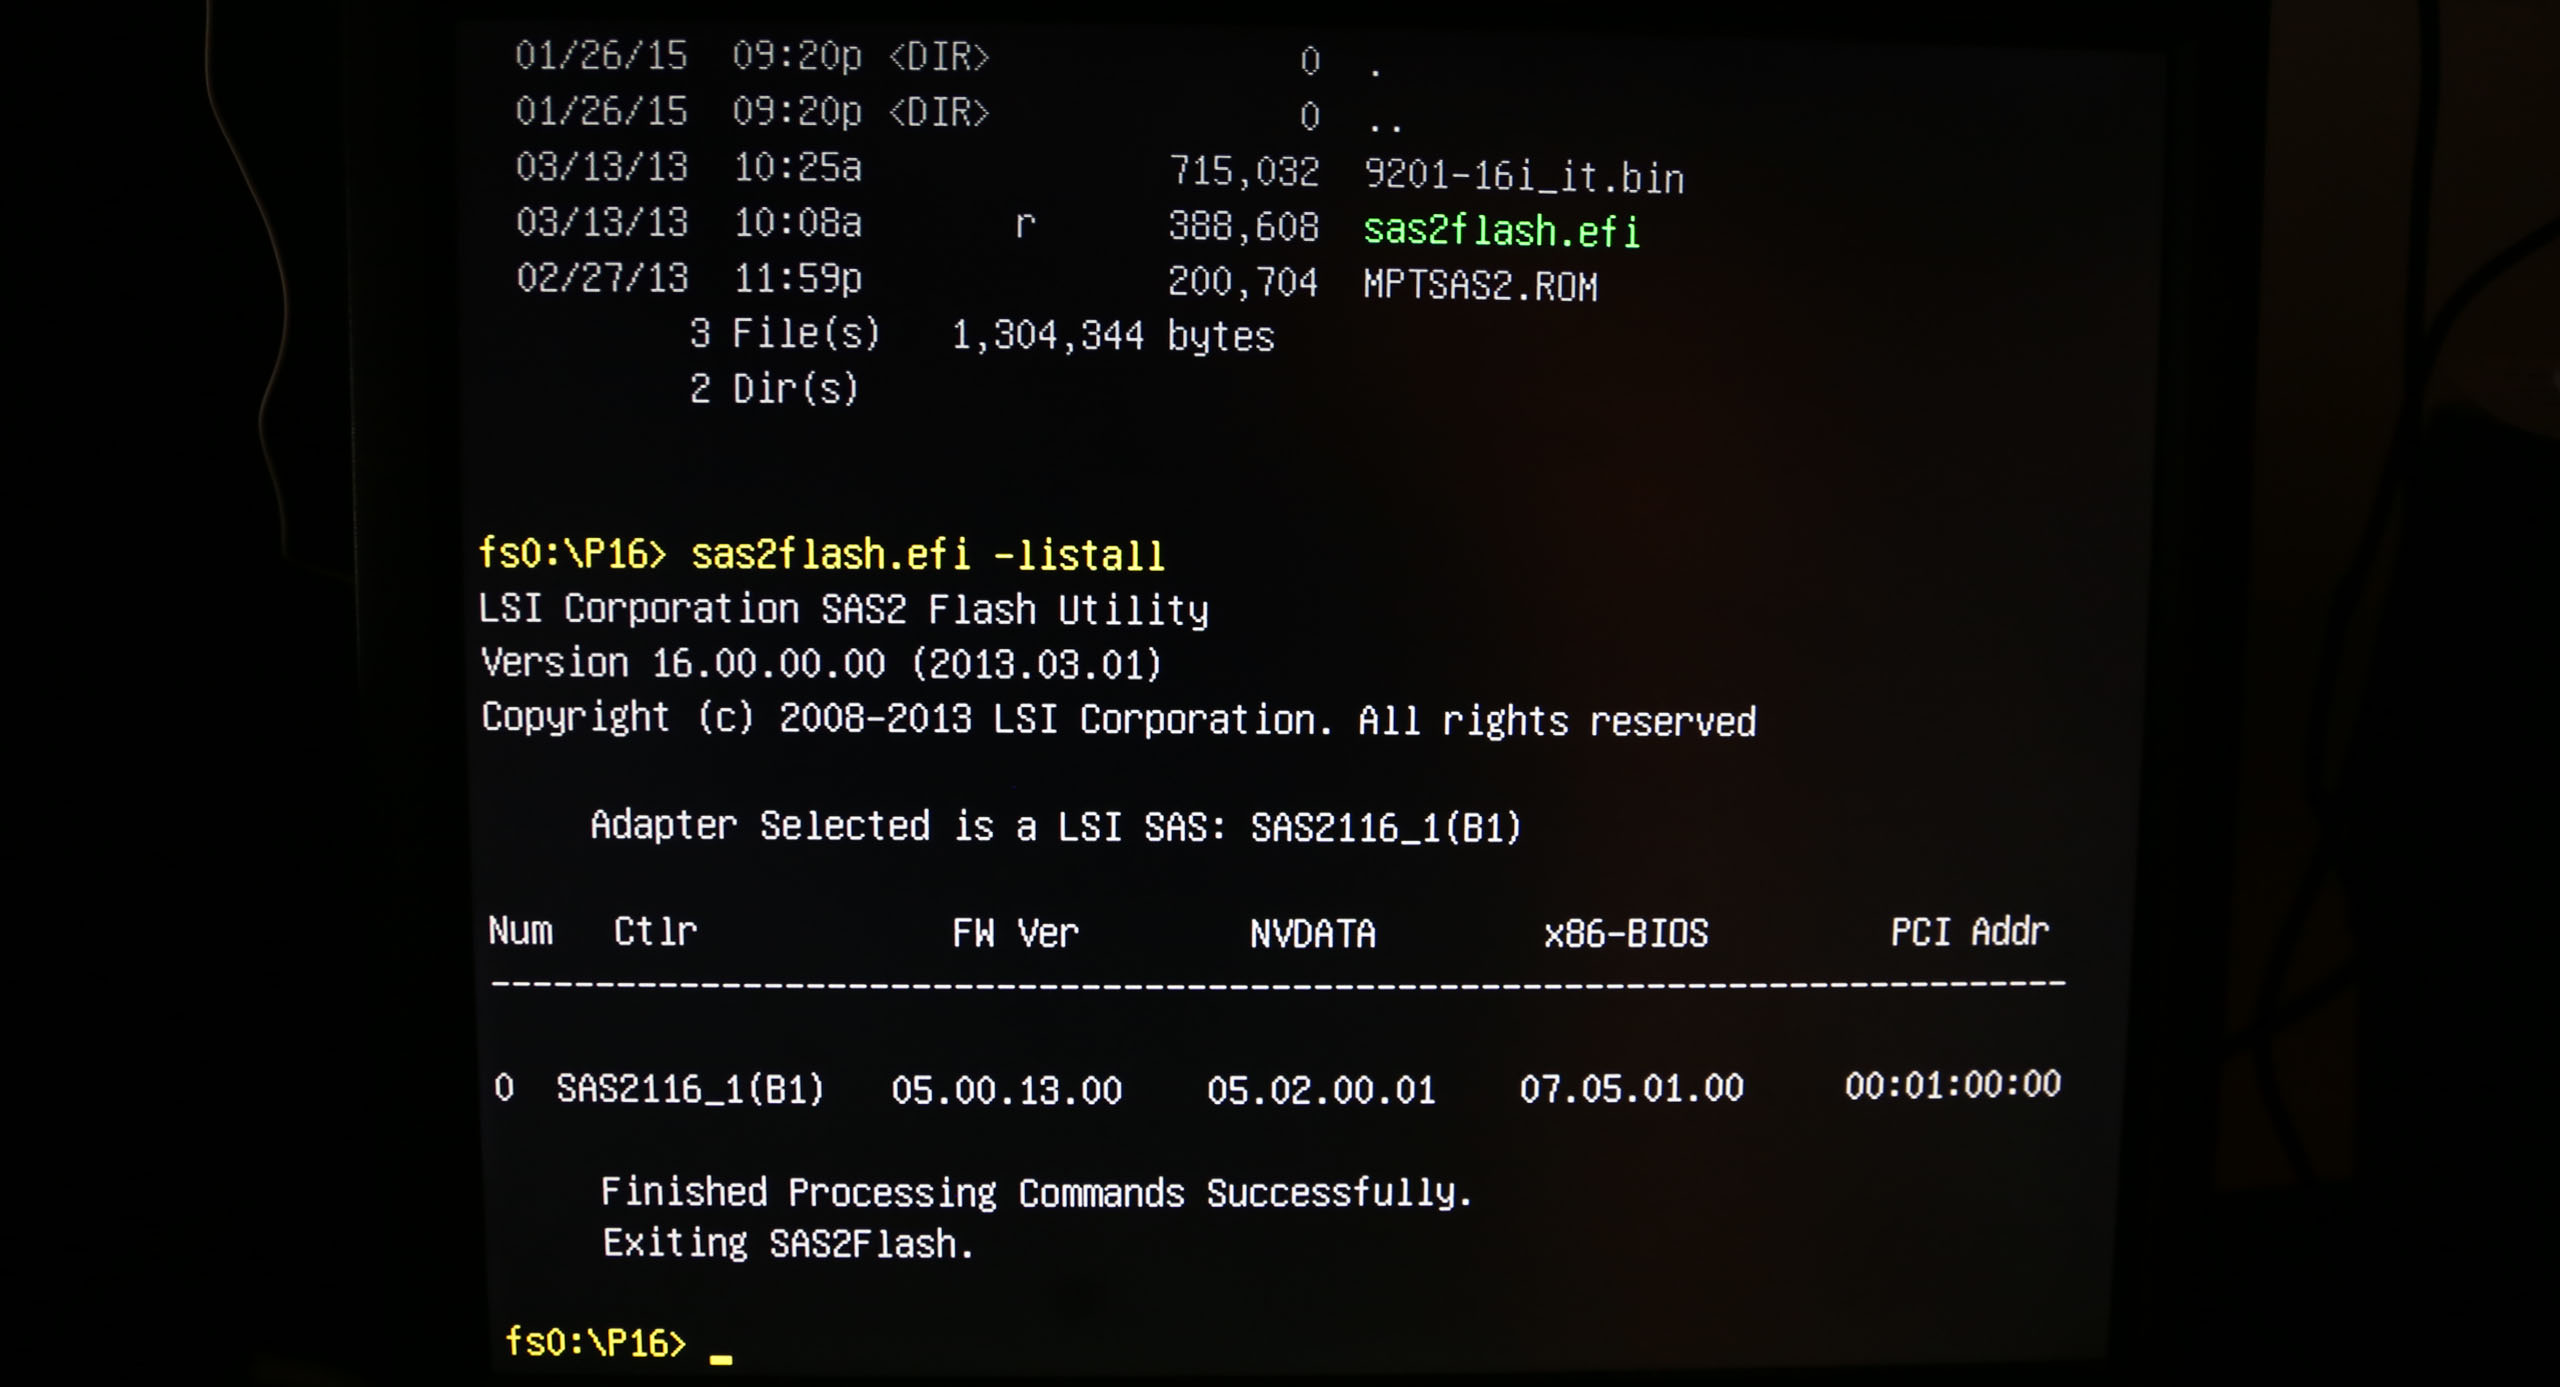 01/26/15 09:20p <DIR> 0 .
01/26/15 09:20p <DIR> 0 ..
03/13/13 10:25a 715,032 9201-16i_it.bin
03/13/13 10:08a r 388,608 sas2flash.efi
02/27/13 11:59p 200,704 MPTSAS2.ROM
3 File(s) 1,304,344 bytes
2 Dir(s)
fs0:\P16> sas2flash.efi -listall
LSI Corporation SAS2 Flash Utility
Version 16.00.00.00 (2013.03.01)
Copyright (c) 2008-2013 LSI Corporation. All rights reserved
Adapter Selected is a LSI SAS: SAS2116_1(B1)
Num Ctlr FW Ver NVDATA x86-BIOS PCI Addr
---------------------------------------------------------------------------
0 SAS2116_1(B1) 05.00.13.00 05.02.00.01 07.05.01.00 00:01:00:00
Finished Processing Commands Successfully.
Exiting SAS2Flash.
fs0:\P16> _